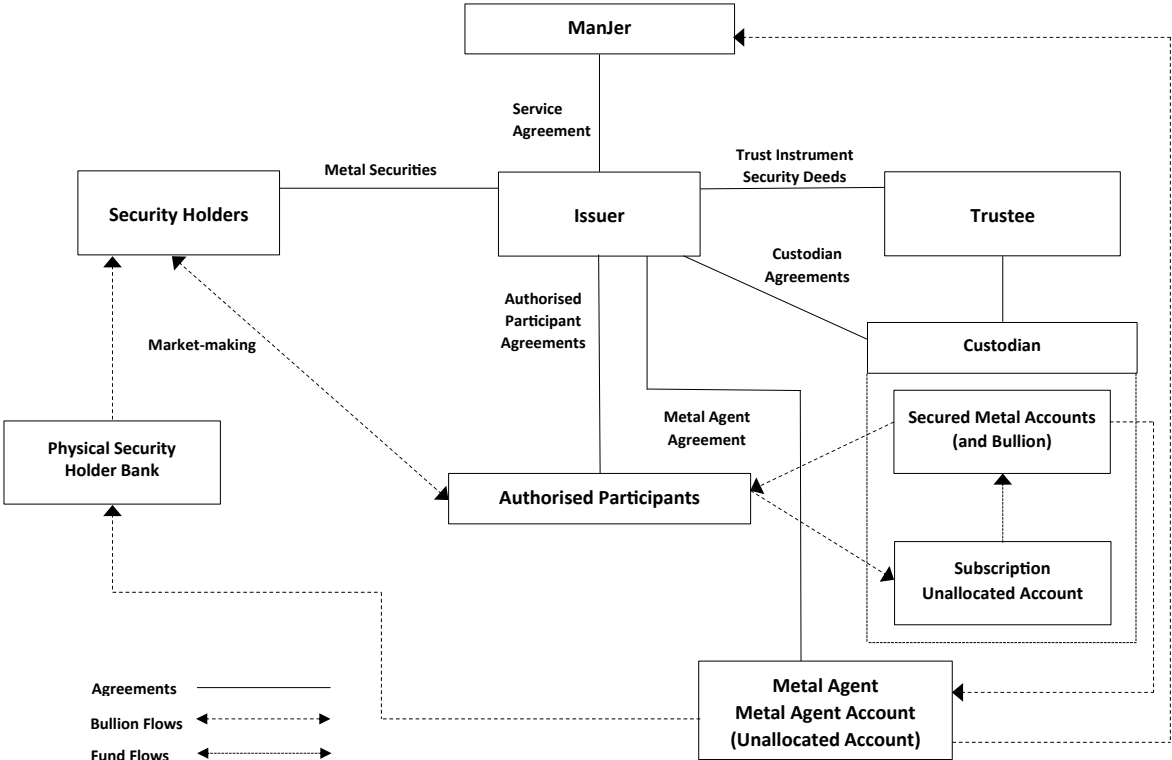 ManJer
Service
Agreement
Metal Securities
Trust Instrument
Security Deeds
Security Holders
Issuer
Trustee
Custodian
Agreements
Authorised
Participant
Agreements
Market-making
Custodian
Metal Agent
Agreement
Secured Metal Accounts
(and Bullion)
Physical Security
Holder Bank
Authorised Participants
Subscription
Unallocated Account
Metal Agent
Metal Agent Account
(Unallocated Account)
Agreements
Bullion Flows
Fund Flows